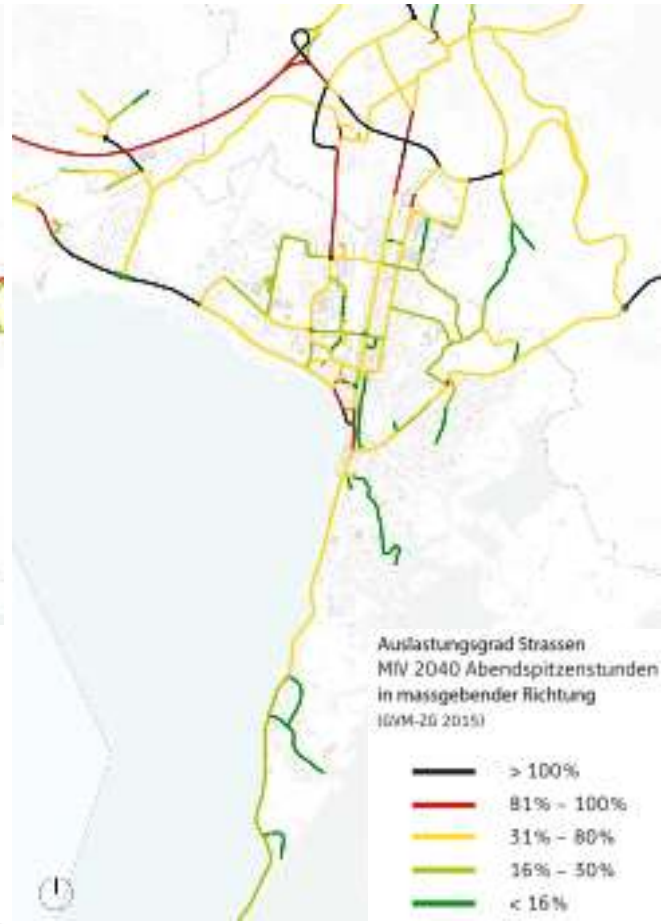 Auslastungsgrad Strassen
MIV 2040 Abendspitzenstunden
in massgebender Richtung
(GVM-ZG 2015)
> 100%
81% – 100%
31% – 80%
16% – 30%
< 16%